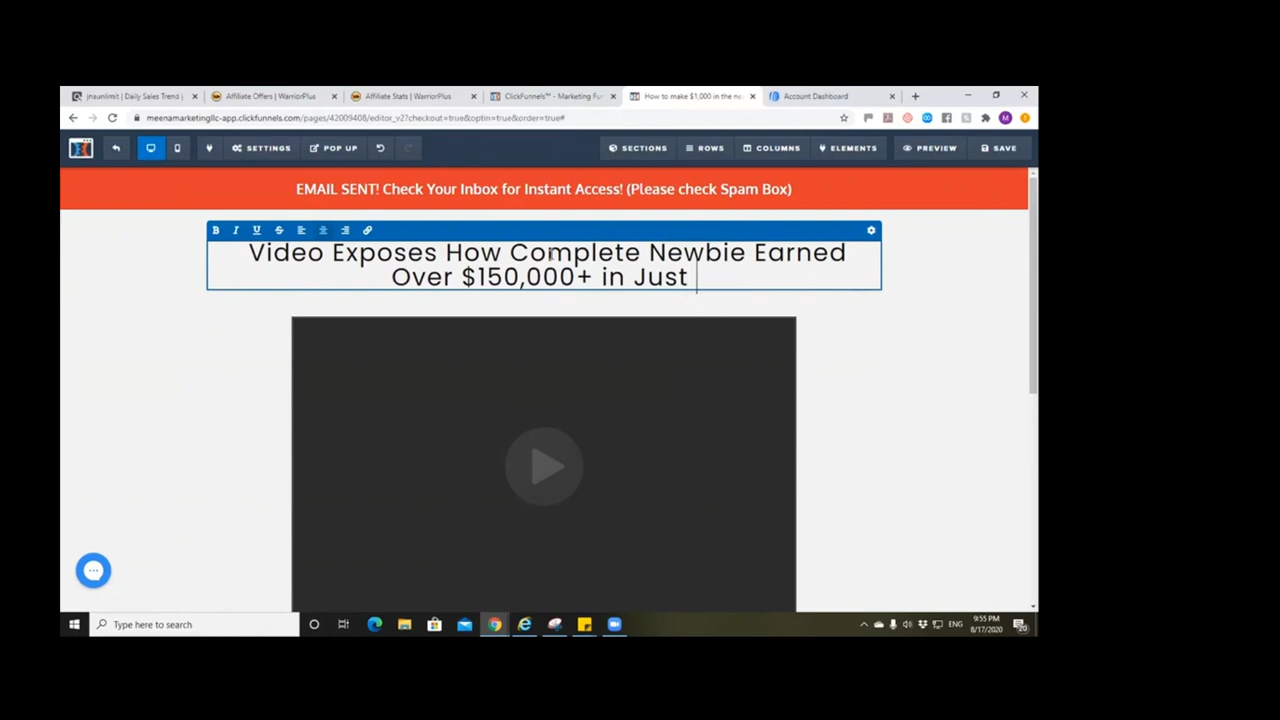 jneunlimit | Daily Sales Trend |
Affiliate Offers | WarriorPlus
Affiliate Stats | WarriorPlus
ClickFunnels™ - Marketing Fu
How to make $1,000 in the ne
Account Dashboard
meenamarketingllc-app.clickfunnels.com/pages/42009408/editor_v2?checkout=true&optin=true&order=true#
SETTINGS POP UP SECTIONS ROWS COLUMNS ELEMENTS PREVIEW SAVE
EMAIL SENT! Check Your Inbox for Instant Access! (Please check Spam Box)
B I U S
Video Exposes How Complete Newbie Earned
Over $150,000+ in Just
Type here to search
ENG
9:55 PM
8/17/2020
20